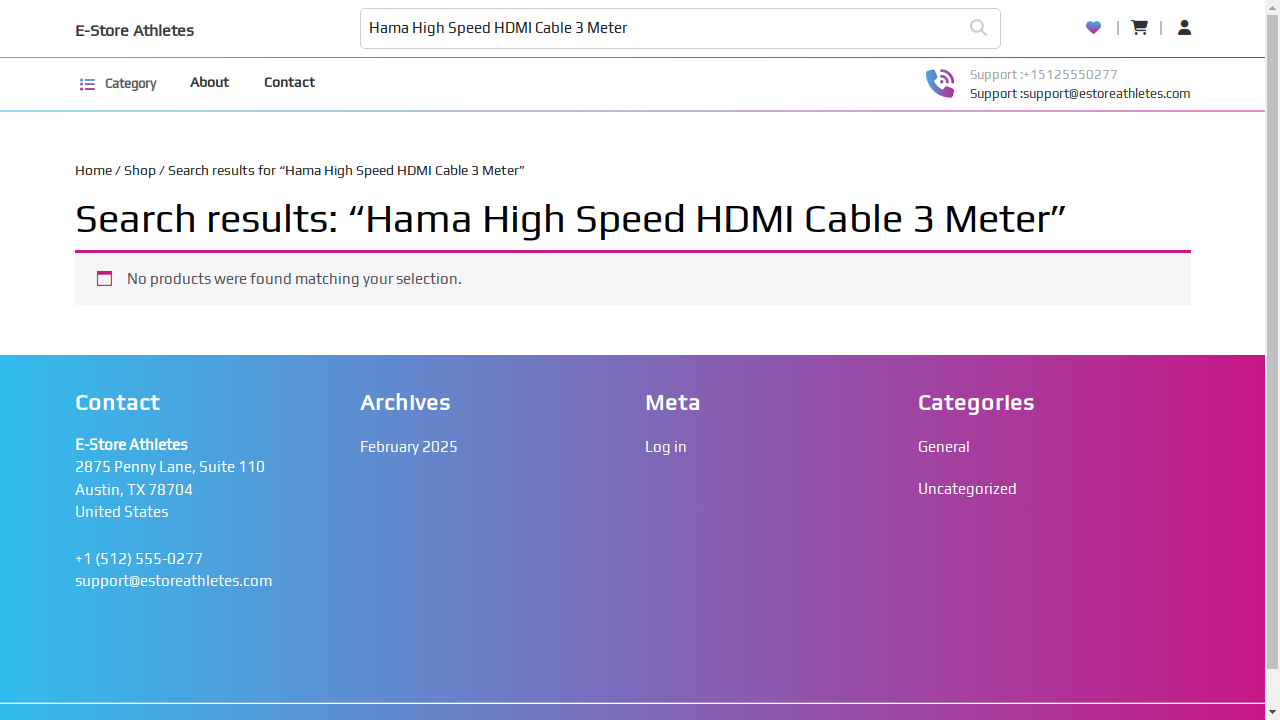 E-Store Athletes
Hama High Speed HDMI Cable 3 Meter
Category
About
Contact
Support :+15125550277
Support :support@estoreathletes.com
Home / Shop / Search results for “Hama High Speed HDMI Cable 3 Meter”
Search results: “Hama High Speed HDMI Cable 3 Meter”
No products were found matching your selection.
Contact
E-Store Athletes
2875 Penny Lane, Suite 110
Austin, TX 78704
United States
+1 (512) 555-0277
support@estoreathletes.com
Archives
February 2025
Meta
Log in
Categories
General
Uncategorized